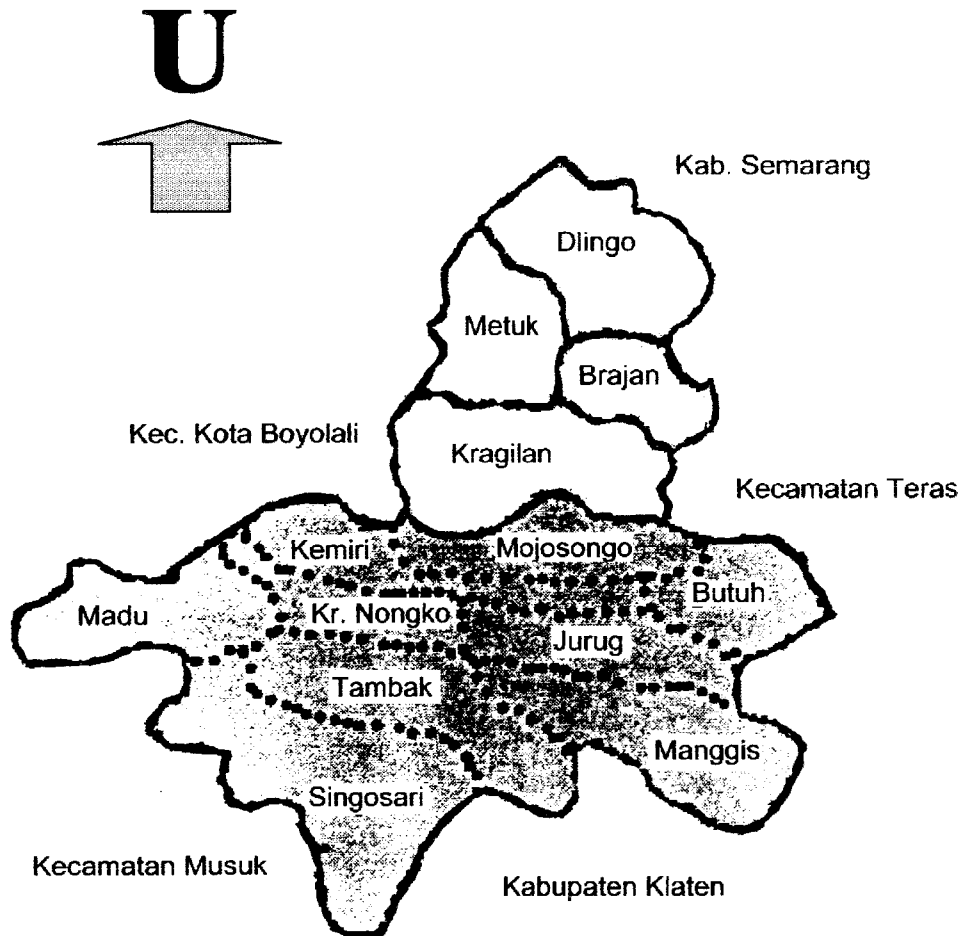 U
Kab. Semarang
Dlingo
Metuk
Brajan
Kec. Kota Boyolali
Kragilan
Kecamatan Teras
Kemiri
Mojosongo
Butuh
Madu
Kr. Nongko
Jurug
Tambak
Manggis
Singosari
Kecamatan Musuk
Kabupaten Klaten